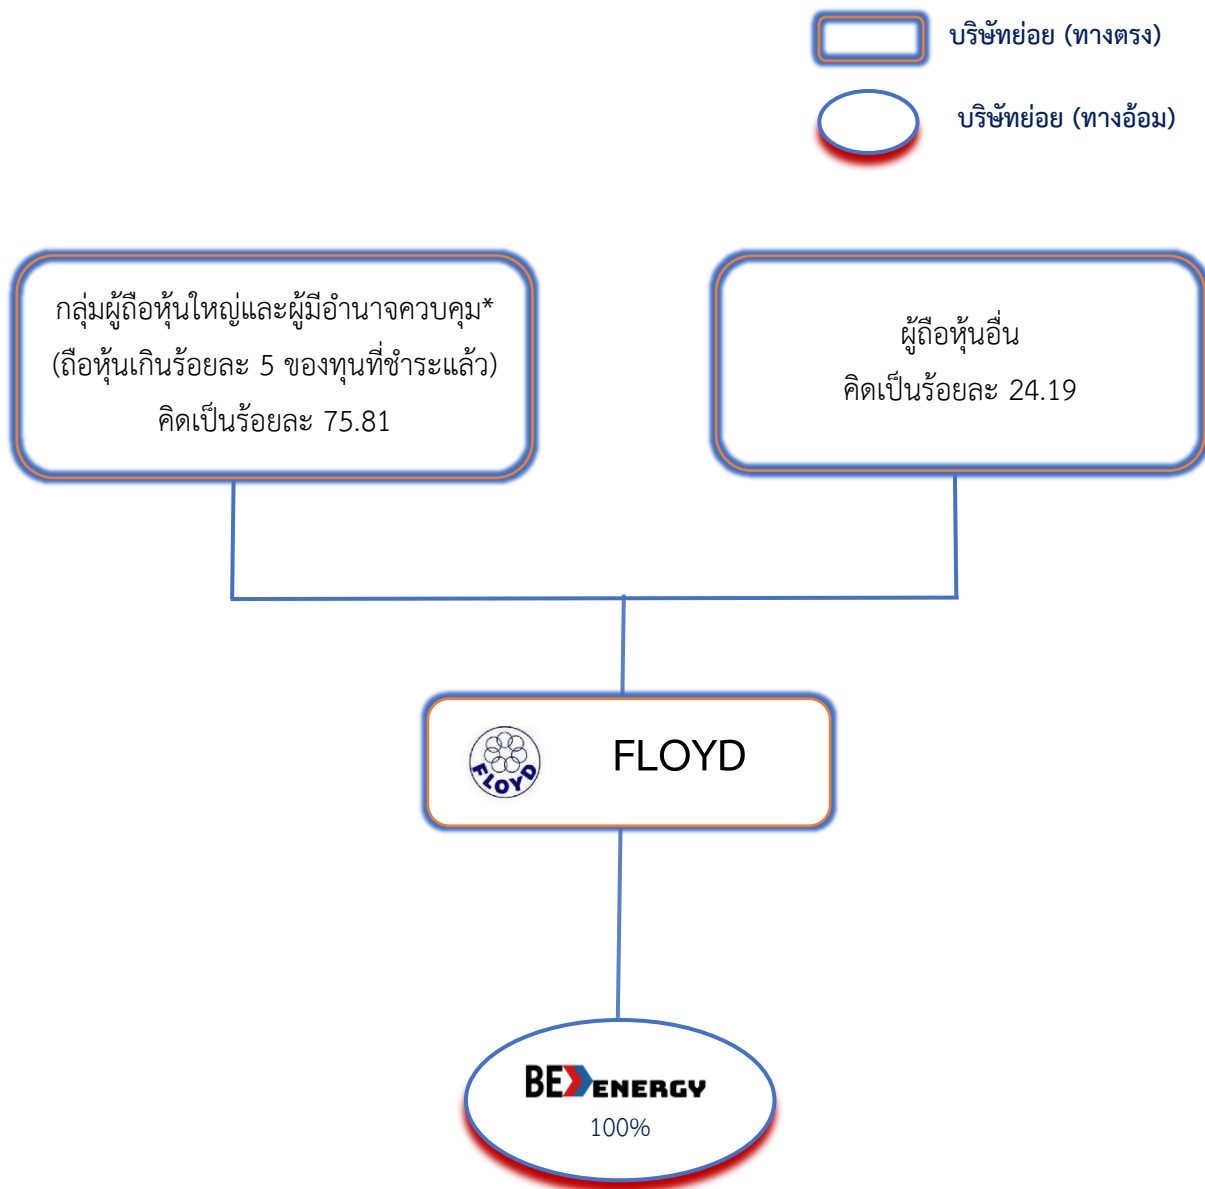 บริษัทย่อย (ทางตรง)
บริษัทย่อย (ทางอ้อม)
กลุ่มผู้ถือหุ้นใหญ่และผู้มีอำนาจควบคุม*
(ถือหุ้นเกินร้อยละ 5 ของทุนที่ชำระแล้ว)
คิดเป็นร้อยละ 75.81
ผู้ถือหุ้นอื่น
คิดเป็นร้อยละ 24.19
FLOYD
FLOYD
BE ENERGY
100%